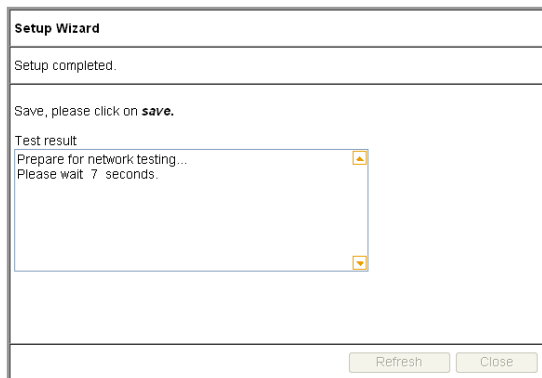 Setup Wizard
Setup completed.
Save, please click on save.
Test result
Prepare for network testing...
Please wait 7 seconds.
Refresh Close